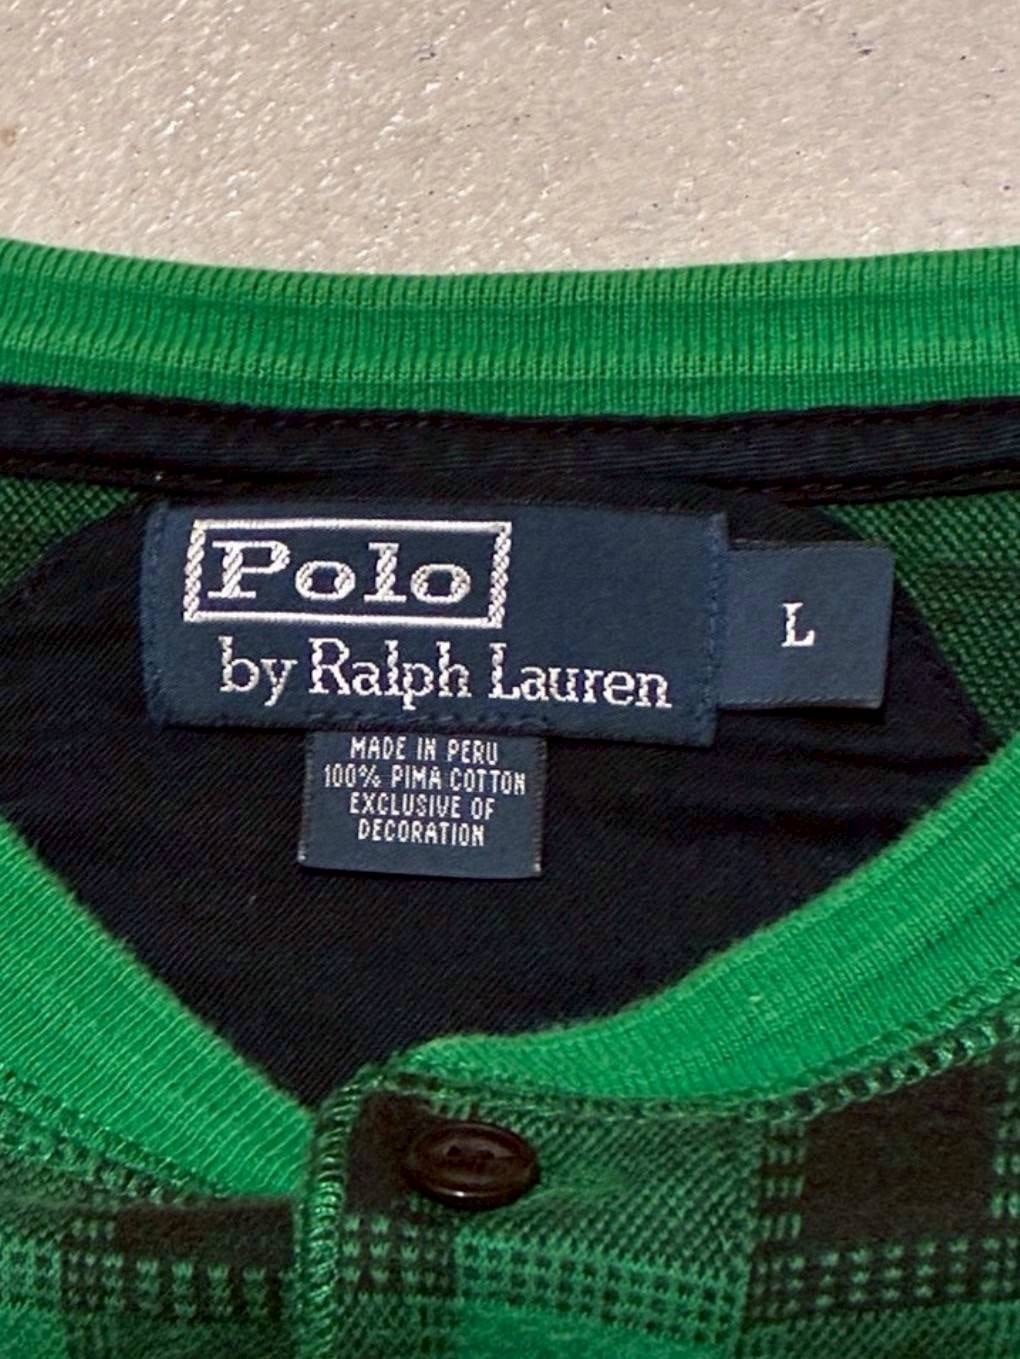 Polo
by Ralph Lauren
L
MADE IN PERU
100% PIMA COTTON
EXCLUSIVE OF
DECORATION